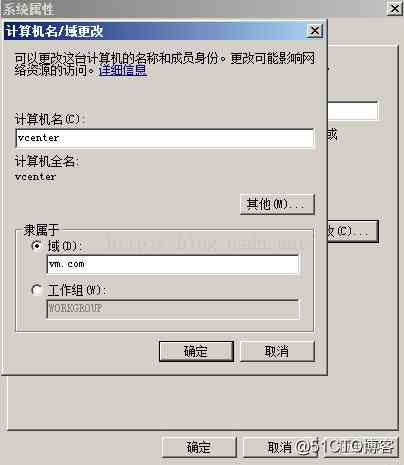 系统属性
计算机名/域更改
可以更改这台计算机的名称和成员身份。更改可能影响网
络资源的访问。详细信息
计算机名(C):
vcenter
计算机全名:
vcenter
其他(M)...
隶属于
域(D):
vm.com
工作组(W):
WORKGROUP
确定
取消
或
改(C)...
确定
取消
@51CTO博客